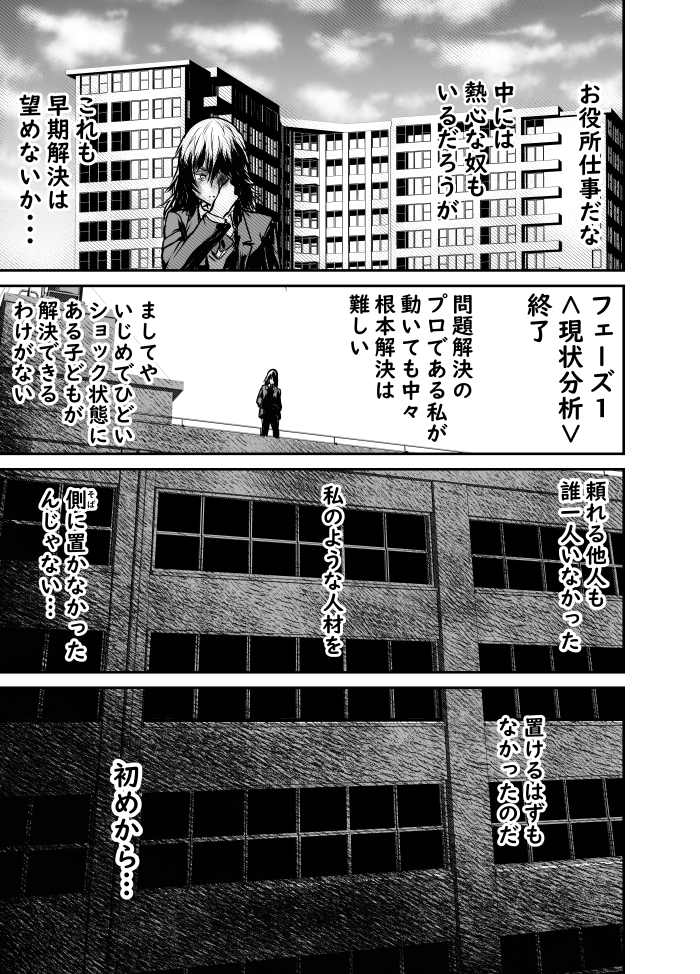 お役所仕事だな
中には
熱心な奴も
いるだろうが
これも
早期解決は
望めないか・・・
フェーズ１
＜現状分析＞
終了
問題解決の
プロである私が
動いても中々
根本解決は
難しい
ましてや
いじめでひどい
ショック状態に
ある子どもが
解決できる
わけがない
頼れる他人も
誰一人いなかった
私のような人材を
側に置かなかった
そば
んじゃない・・・
置けるはずも
なかったのだ
初めから・・・